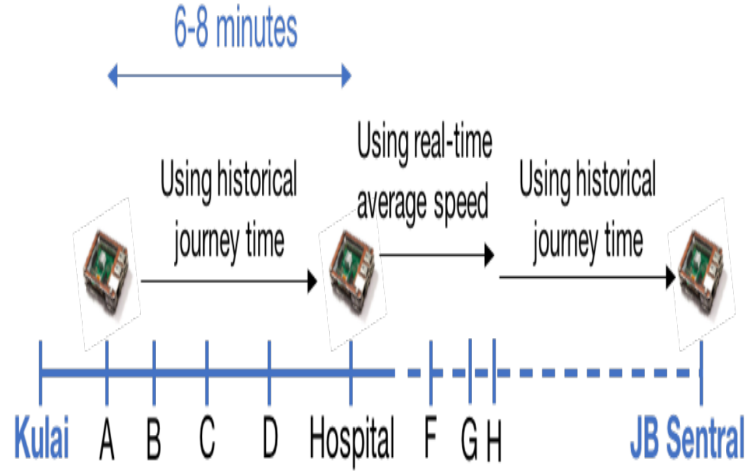 6-8 minutes
Using historical
journey time
Using real-time
average speed
Using historical
journey time
Kulai A B C D Hospital F G H JB Sentral